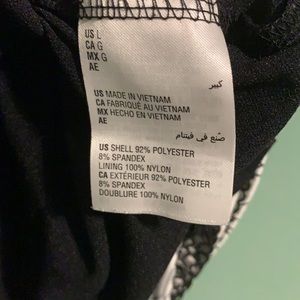 US L
CA G
MX G
AE
كبير
US MADE IN VIETNAM
CA FABRIQUÉ AU VIETNAM
MX HECHO EN VIETNAM
AE
صنع في فيتنام
US SHELL 92% POLYESTER
8% SPANDEX
LINING 100% NYLON
CA EXTÉRIEUR 92% POLYESTER
8% SPANDEX
DOUBLURE 100% NYLON